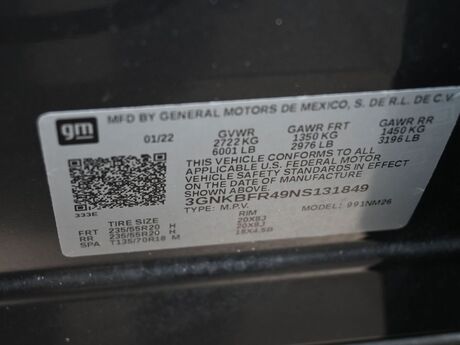 gm
MFD BY GENERAL MOTORS DE MEXICO, S. DE R.L. DE C.V.
01/22 GVWR GAWR FRT GAWR RR
2722 KG 1350 KG 1450 KG
6001 LB 2976 LB 3196 LB
THIS VEHICLE CONFORMS TO ALL
APPLICABLE U.S. FEDERAL MOTOR
VEHICLE SAFETY STANDARDS IN EFFECT
ON THE DATE OF MANUFACTURE
SHOWN ABOVE.
3GNKBFR49NS131849
TYPE: M.P.V. MODEL: 991NM26
333E
TIRE SIZE RIM
FRT 235/55R20 H 20X8J
RR 235/55R20 H 20X8J
SPA T135/70R18 M 18X4.5B